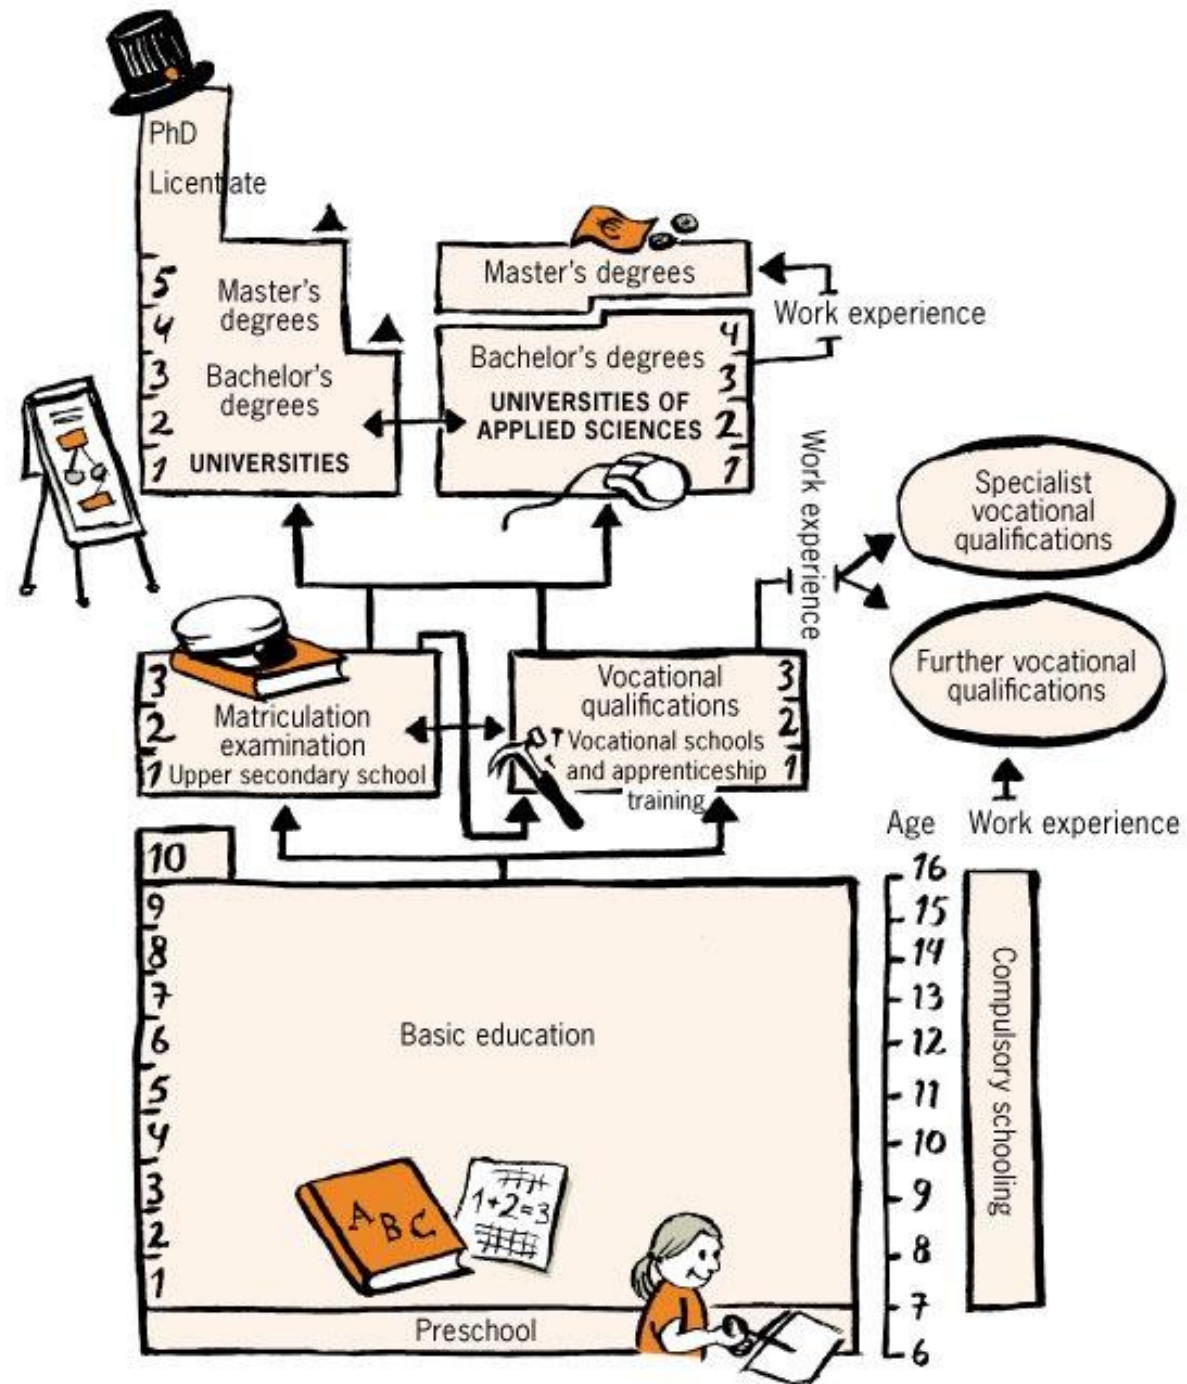 PhD
Licentiate
5
4
3
2
1
Master's
degrees
Bachelor's
degrees
UNIVERSITIES
€
Master's degrees
Work experience
Bachelor's degrees
UNIVERSITIES OF
APPLIED SCIENCES
4
3
2
1
Work experience
Specialist
vocational
qualifications
Further vocational
qualifications
Work experience
3
2
1
Matriculation
examination
Upper secondary school
Vocational
qualifications
Vocational schools
and apprenticeship
training
3
2
1
10
9
8
7
6
5
4
3
2
1
Basic education
A B C
1+2=3
Preschool
Age
16
15
14
13
12
11
10
9
8
7
6
Compulsory schooling